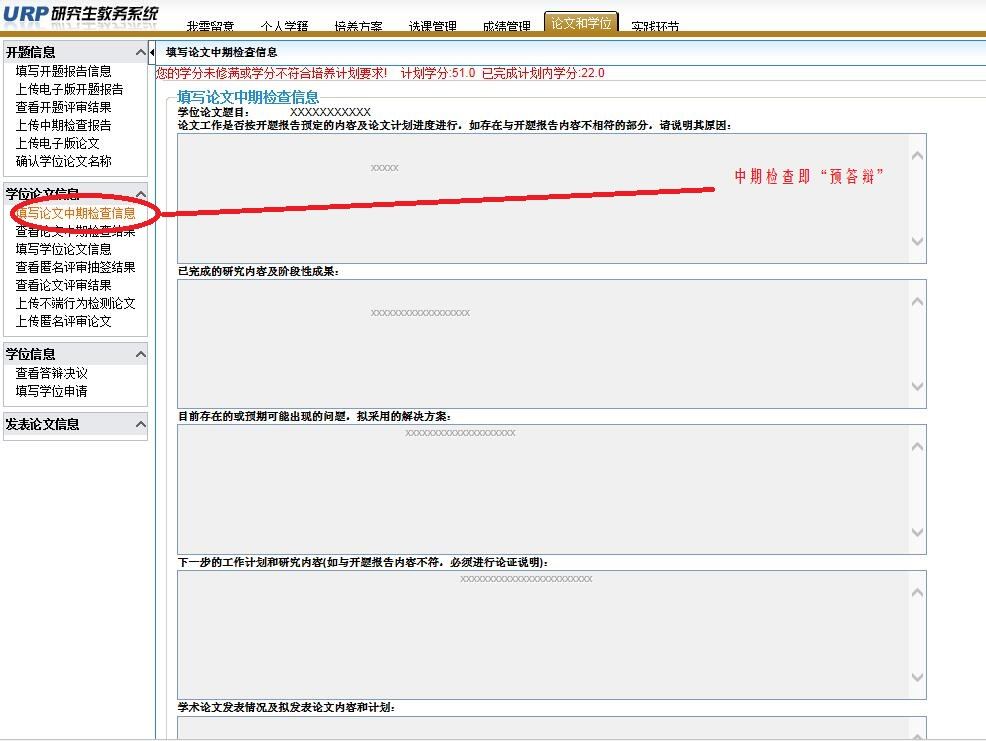 URP研究生教务系统
我需留意 个人学籍 培养方案 选课管理 成绩管理 论文和学位 实践环节
开题信息
填写开题报告信息
上传电子版开题报告
查看开题评审结果
上传中期检查报告
上传电子版论文
确认学位论文名称
学位论文信息
填写论文中期检查信息
查看论文中期检查结果
填写学位论文信息
查看匿名评审抽签结果
查看论文评审结果
上传不端行为检测论文
上传匿名评审论文
学位信息
查看答辩决议
填写学位申请
发表论文信息
填写论文中期检查信息
您的学分未修满或学分不符合培养计划要求! 计划学分:51.0 已完成计划内学分:22.0
填写论文中期检查信息
学位论文题目: XXXXXXXXXXX
论文工作是否按开题报告预定的内容及论文计划进度进行，如存在与开题报告内容不相符的部分，请说明其原因:
xxxxx
中期检查即“预答辩”
已完成的研究内容及阶段性成果:
xxxxxxxxxxxxxxxxxx
目前存在的或预期可能出现的问题，拟采用的解决方案:
xxxxxxxxxxxxxxxxxxxx
下一步的工作计划和研究内容(如与开题报告内容不符，必须进行论证说明):
xxxxxxxxxxxxxxxxxxxxxxxx
学术论文发表情况及拟发表论文内容和计划: